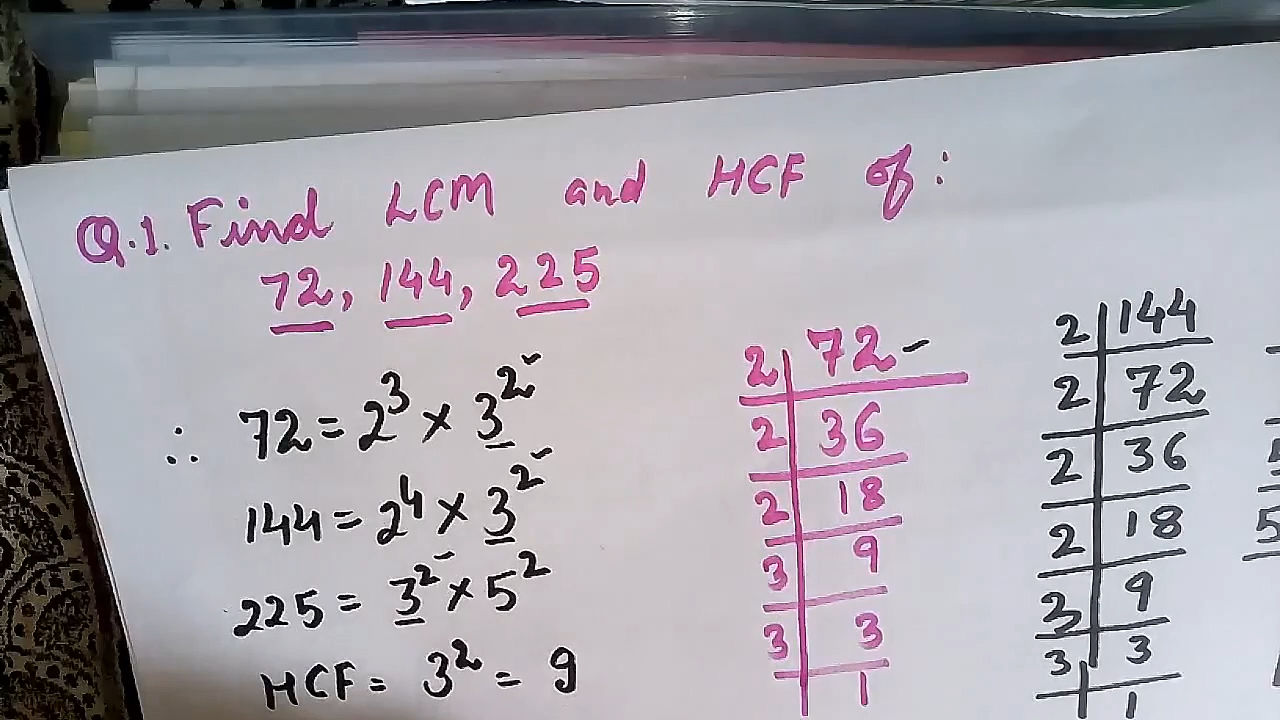 Q.1. Find LCM and HCF of:
72, 144, 225
∴ 72 = 2³ × 3²
144 = 2⁴ × 3²
225 = 3² × 5²
HCF = 3² = 9
2 | 72
2 | 36
2 | 18
3 | 9
3 | 3
1
2 | 144
2 | 72
2 | 36
2 | 18
3 | 9
3 | 3
1
5